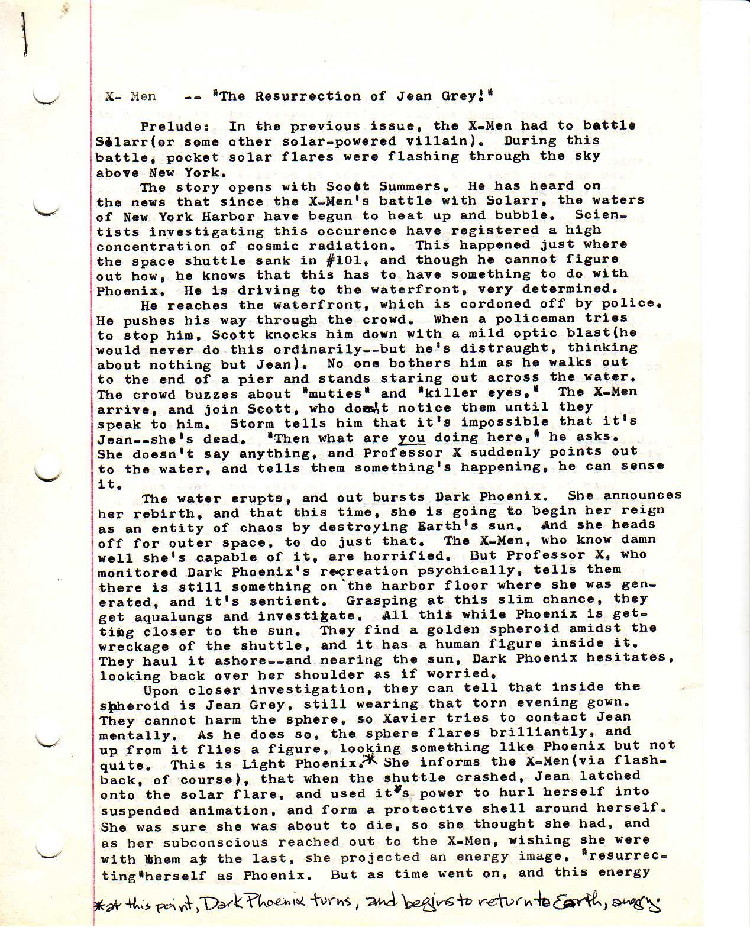 X- Men -- "The Resurrection of Jean Grey!"
Prelude: In the previous issue, the X-Men had to battle
Solarr(or some other solar-powered villain). During this
battle, pocket solar flares were flashing through the sky
above New York.
The story opens with Scott Summers. He has heard on
the news that since the X-Men's battle with Solarr, the waters
of New York Harbor have begun to heat up and bubble. Scien-
tists investigating this occurence have registered a high
concentration of cosmic radiation. This happened just where
the space shuttle sank in #101, and though he cannot figure
out how, he knows that this has to have something to do with
Phoenix. He is driving to the waterfront, very determined.
He reaches the waterfront, which is cordoned off by police.
He pushes his way through the crowd. When a policeman tries
to stop him, Scott knocks him down with a mild optic blast(he
would never do this ordinarily--but he's distraught, thinking
about nothing but Jean). No one bothers him as he walks out
to the end of a pier and stands staring out across the water.
The crowd buzzes about "muties" and "killer eyes." The X-Men
arrive, and join Scott, who don't notice them until they
speak to him. Storm tells him that it's impossible that it's
Jean--she's dead. "Then what are you doing here," he asks.
She doesn't say anything, and Professor X suddenly points out
to the water, and tells them something's happening, he can sense
it.
The water erupts, and out bursts Dark Phoenix. She announces
her rebirth, and that this time, she is going to begin her reign
as an entity of chaos by destroying Earth's sun. And she heads
off for outer space, to do just that. The X-Men, who know damn
well she's capable of it, are horrified. But Professor X, who
monitored Dark Phoenix's recreation psychically, tells them
there is still something on the harbor floor where she was gen-
erated, and it's sentient. Grasping at this slim chance, they
get aqualungs and investigate. All this while Phoenix is get-
ting closer to the sun. They find a golden spheroid amidst the
wreckage of the shuttle, and it has a human figure inside it.
They haul it ashore--and nearing the sun, Dark Phoenix hesitates,
looking back over her shoulder as if worried.
Upon closer investigation, they can tell that inside the
spheroid is Jean Grey, still wearing that torn evening gown.
They cannot harm the sphere, so Xavier tries to contact Jean
mentally. As he does so, the sphere flares brilliantly, and
up from it flies a figure, looking something like Phoenix but not
quite. This is Light Phoenix.* She informs the X-Men(via flash-
back, of course), that when the shuttle crashed, Jean latched
onto the solar flare, and used it's power to hurl herself into
suspended animation, and form a protective shell around herself.
She was sure she was about to die, so she thought she had, and
as her subconscious reached out to the X-Men, wishing she were
with them at the last, she projected an energy image, "resurrec-
ting"herself as Phoenix. But as time went on, and this energy
*at this point, Dark Phoenix turns, and begins to return to Earth, angry.